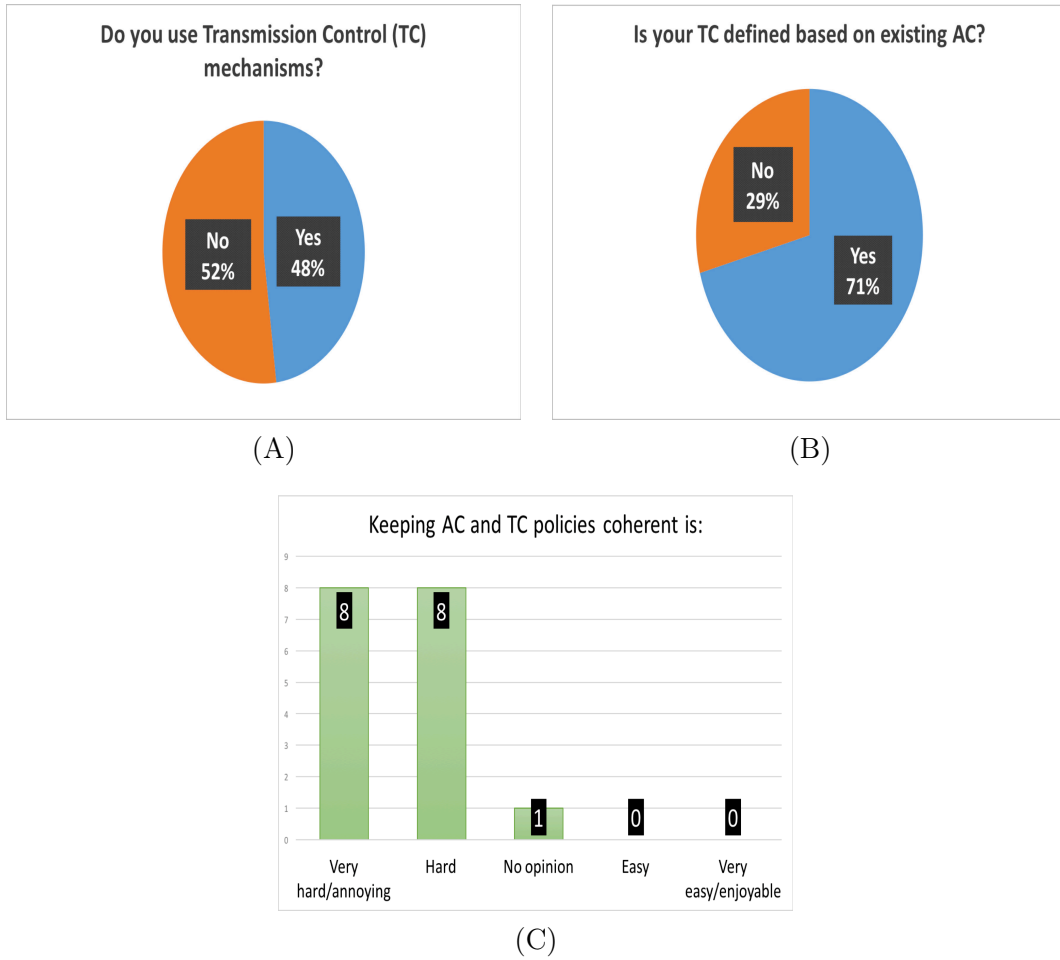 Do you use Transmission Control (TC)
mechanisms?
No
52%
Yes
48%
(A)
Is your TC defined based on existing AC?
No
29%
Yes
71%
(B)
Keeping AC and TC policies coherent is:
9
8
7
6
5
4
3
2
1
0
8
8
1
0
0
Very
hard/annoying
Hard
No opinion
Easy
Very
easy/enjoyable
(C)